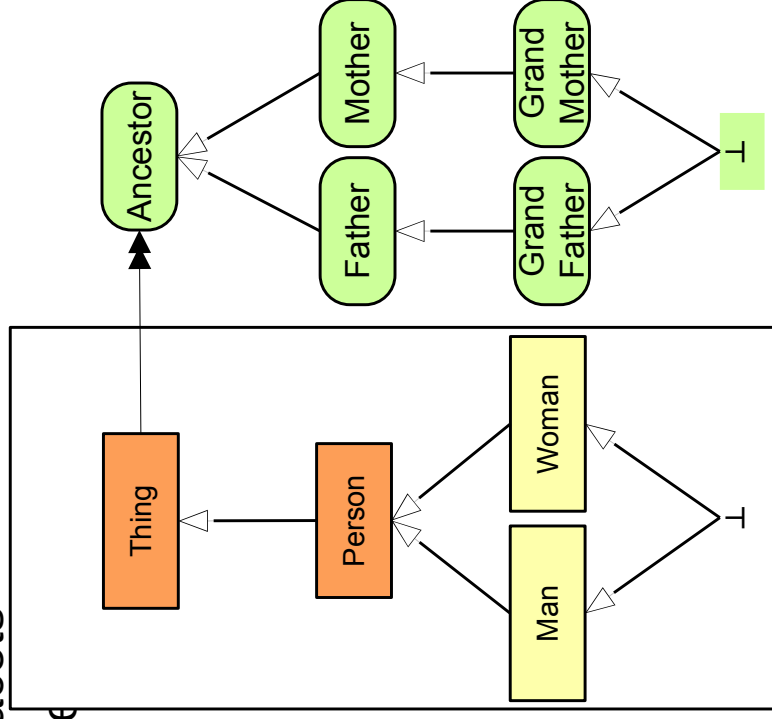 Ancestor
Mother
Father
Grand
Mother
Grand
Father
⊥
Thing
Person
Woman
Man
⊥